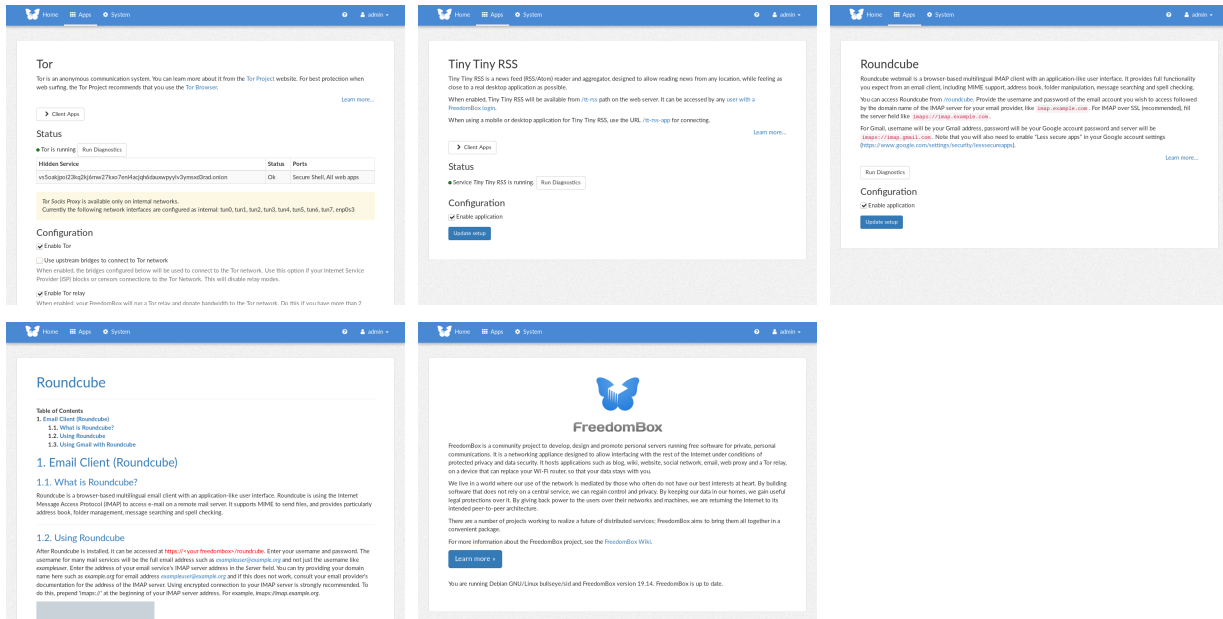 Home Apps System admin
Tor
Tor is an anonymous communication system. You can learn more about it from the Tor Project website. For best protection when
web surfing, the Tor Project recommends that you use the Tor Browser.
Learn more...
Client Apps
Status
Tor is running Run Diagnostics
Hidden Service Status Ports
Ok Secure Shell, All web apps
Tor Socks Proxy is available only on internal networks.
Currently the following network interfaces are configured as internal: tun0, tun1, tun2, tun3, tun4, tun5, tun6, tun7, enp0s3
Configuration
Enable Tor
Use upstream bridges to connect to Tor network
When enabled, the bridges configured below will be used to connect to the Tor network. Use this option if your Internet Service
Provider (ISP) blocks or censors connections to the Tor Network. This will disable relay modes.
Enable Tor relay
When enabled, your FreedomBox will run a Tor relay and donate bandwidth to the Tor network. Do this if you have more than 2
Home Apps System admin
Tiny Tiny RSS
Tiny Tiny RSS is a news feed (RSS/Atom) reader and aggregator, designed to allow reading news from any location, while feeling as
close to a real desktop application as possible.
When enabled, Tiny Tiny RSS will be available from /tt-rss path on the web server. It can be accessed by any user with a
FreedomBox login.
When using a mobile or desktop application for Tiny Tiny RSS, use the URL /tt-rss-app for connecting.
Learn more...
Client Apps
Status
Service Tiny Tiny RSS is running. Run Diagnostics
Configuration
Enable application
Update setup
Home Apps System admin
Roundcube
Roundcube webmail is a browser-based multilingual IMAP client with an application-like user interface. It provides full functionality
you expect from an email client, including MIME support, address book, folder manipulation, message searching and spell checking.
You can access Roundcube from /roundcube. Provide the username and password of the email account you wish to access followed
by the domain name of the IMAP server for your email provider, like imap.example.com. For IMAP over SSL (recommended), fill
the server field like imaps://imap.example.com.
For Gmail, username will be your Gmail address, password will be your Google account password and server will be
imaps://imap.gmail.com. Note that you will also need to enable "Less secure apps" in your Google account settings
(https://www.google.com/settings/security/lesssecureapps).
Learn more...
Run Diagnostics
Configuration
Enable application
Update setup
Home Apps System admin
Roundcube
Table of Contents
1. Email Client (Roundcube)
1.1. What is Roundcube?
1.2. Using Roundcube
1.3. Using Gmail with Roundcube
1. Email Client (Roundcube)
1.1. What is Roundcube?
Roundcube is a browser-based multilingual email client with an application-like user interface. Roundcube is using the Internet
Message Access Protocol (IMAP) to access e-mail on a remote mail server. It supports MIME to send files, and provides particularly
address book, folder management, message searching and spell checking.
1.2. Using Roundcube
After Roundcube is installed, it can be accessed at https://<your freedombox>/roundcube. Enter your username and password. The
username for many mail services will be the full email address such as exampleuser@example.org and not just the username like
exampleuser. Enter the address of your email service's IMAP server address in the Server field. You can try providing your domain
name here such as example.org for email address exampleuser@example.org and if this does not work, consult your email provider's
documentation for the address of the IMAP server. Using encrypted connection to your IMAP server is strongly recommended. To
do this, prepend 'imaps://' at the beginning of your IMAP server address. For example, imaps://imap.example.org.
Home Apps System admin
FreedomBox
FreedomBox is a community project to develop, design and promote personal servers running free software for private, personal
communications. It is a networking appliance designed to allow interfacing with the rest of the Internet under conditions of
protected privacy and data security. It hosts applications such as blog, wiki, website, social network, email, web proxy and a Tor relay,
on a device that can replace your Wi-Fi router, so that your data stays with you.
We live in a world where our use of the network is mediated by those who often do not have our best interests at heart. By building
software that does not rely on a central service, we can regain control and privacy. By keeping our data in our homes, we gain useful
legal protections over it. By giving back power to the users over their networks and machines, we are returning the Internet to its
intended peer-to-peer architecture.
There are a number of projects working to realize a future of distributed services; FreedomBox aims to bring them all together in a
convenient package.
For more information about the FreedomBox project, see the FreedomBox Wiki.
Learn more »
You are running Debian GNU/Linux bullseye/sid and FreedomBox version 19.14. FreedomBox is up to date.